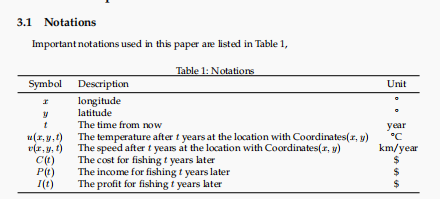 3.1 Notations
Important notations used in this paper are listed in Table 1,
Table 1: Notations
Symbol Description Unit
x longitude °
y latitude °
t The time from now year
u(x, y, t) The temperature after t years at the location with Coordinates(x, y) °C
v(x, y, t) The speed after t years at the location with Coordinates(x, y) km/year
C(t) The cost for fishing t years later $
P(t) The income for fishing t years later $
I(t) The profit for fishing t years later $